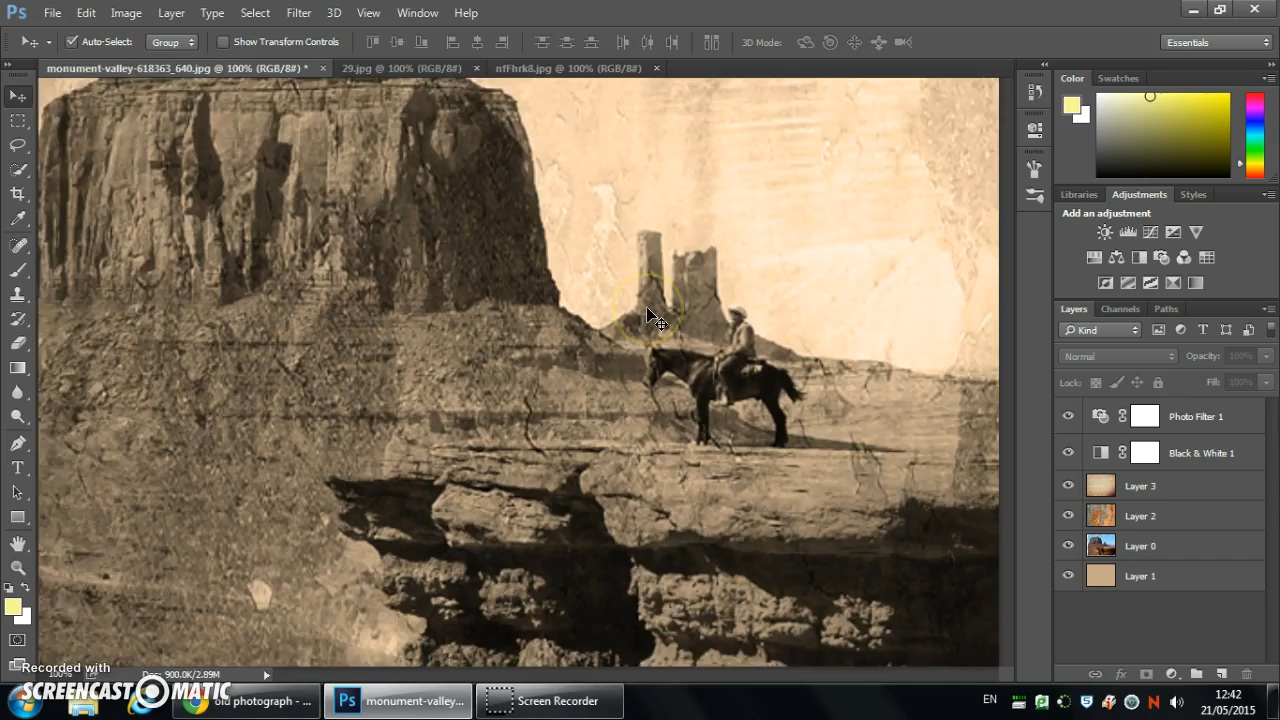 Ps File Edit Image Layer Type Select Filter 3D View Window Help
Auto-Select: Group Show Transform Controls 3D Mode: Essentials
monument-valley-618363_640.jpg @ 100% (RGB/8#) * × 29.jpg @ 100% (RGB/8#) × nfFhrk8.jpg @ 100% (RGB/8#) ×
Color Swatches
Libraries Adjustments Styles
Add an adjustment
Layers Channels Paths
Kind
Normal Opacity: 100%
Lock: Fill: 100%
Photo Filter 1
Black & White 1
Layer 3
Layer 2
Layer 0
Layer 1
T
100% Doc: 900.0K/2.89M
Recorded with
SCREENCAST MATIC
old photograph - ... Ps monument-valley... Screen Recorder EN 12:42
21/05/2015